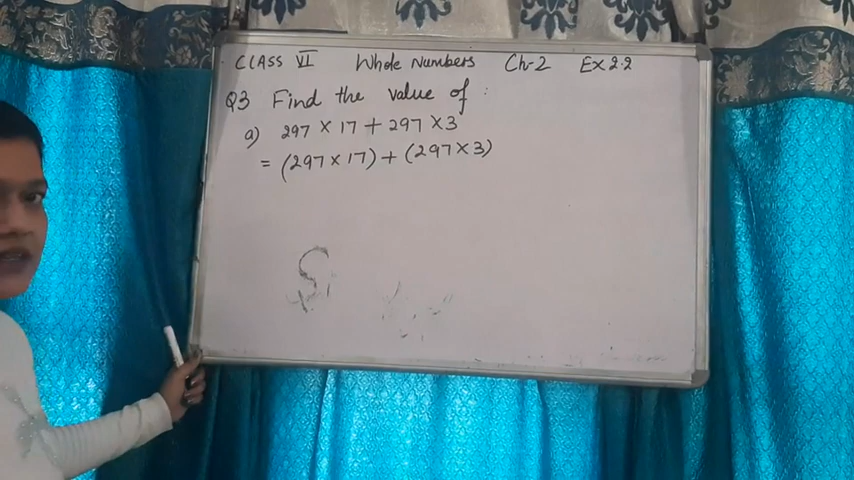 CLASS VI Whole Numbers Ch-2 Ex 2.2
Q3 Find the value of :
a) 297 × 17 + 297 × 3
= (297 × 17) + (297 × 3)